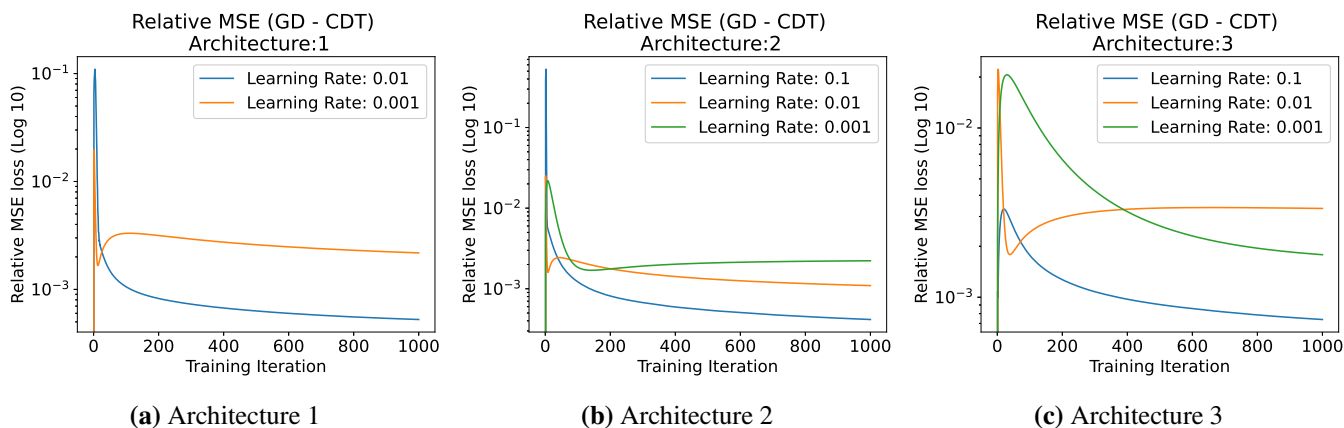 Relative MSE (GD - CDT)
Architecture:1
Relative MSE loss (Log 10)
10⁻¹
10⁻²
10⁻³
Learning Rate: 0.01
Learning Rate: 0.001
0 200 400 600 800 1000
Training Iteration
(a) Architecture 1
Relative MSE (GD - CDT)
Architecture:2
Relative MSE loss (Log 10)
10⁻¹
10⁻²
10⁻³
Learning Rate: 0.1
Learning Rate: 0.01
Learning Rate: 0.001
0 200 400 600 800 1000
Training Iteration
(b) Architecture 2
Relative MSE (GD - CDT)
Architecture:3
Relative MSE loss (Log 10)
10⁻²
10⁻³
Learning Rate: 0.1
Learning Rate: 0.01
Learning Rate: 0.001
0 200 400 600 800 1000
Training Iteration
(c) Architecture 3